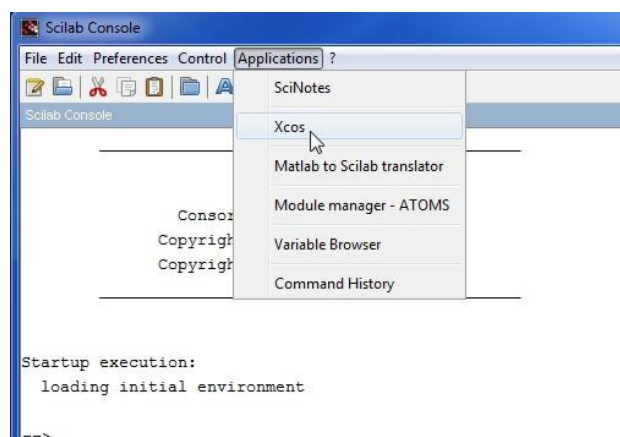 Scilab Console
File Edit Preferences Control Applications ?
Scilab Console
SciNotes
Xcos
Matlab to Scilab translator
Module manager - ATOMS
Variable Browser
Command History
Consor
Copyrigh
Copyrigh
Startup execution:
loading initial environment
-->